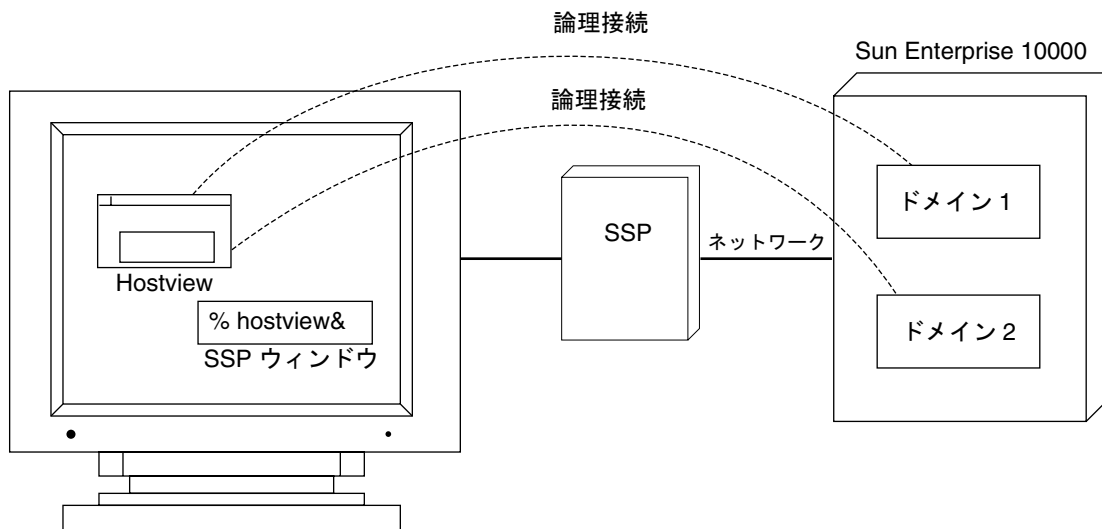 論理接続
Sun Enterprise 10000
論理接続
ドメイン 1
SSP
ネットワーク
Hostview
% hostview&
SSP ウィンドウ
ドメイン 2